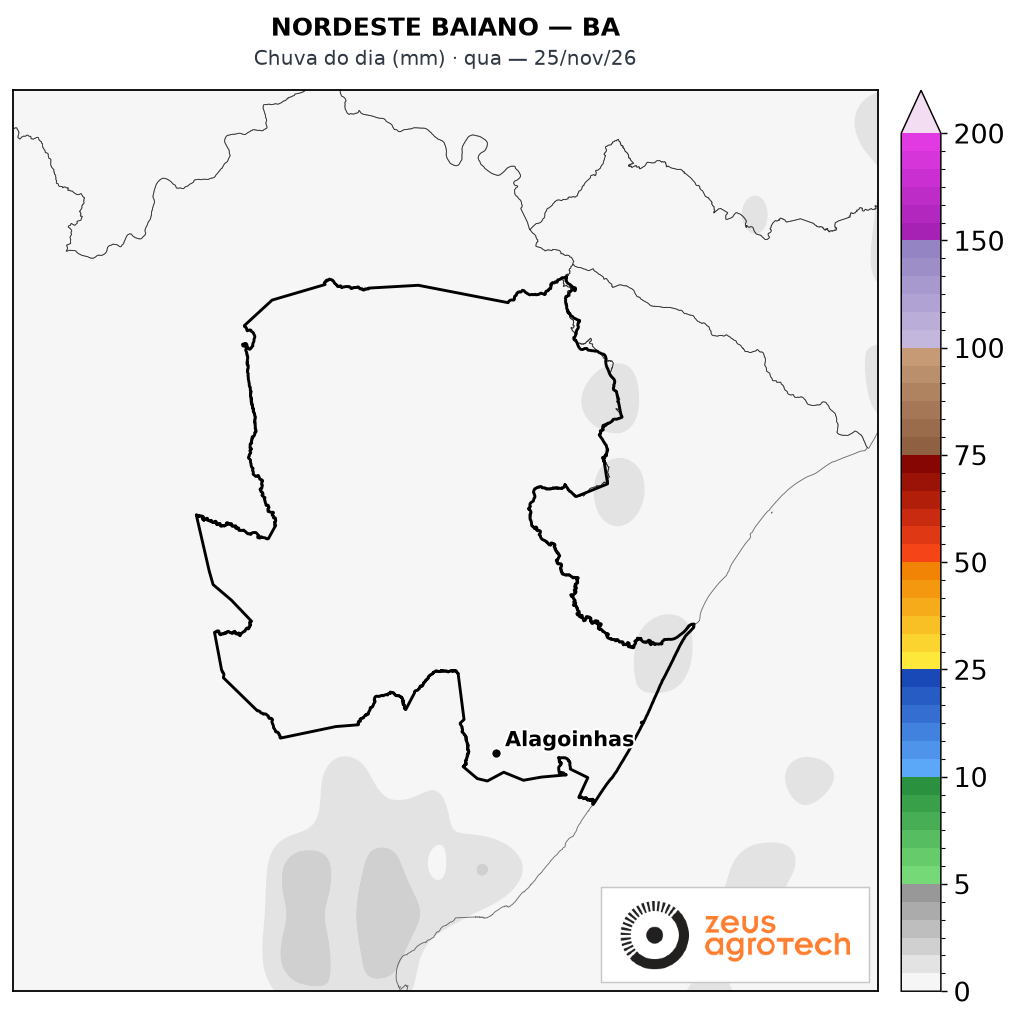 NORDESTE BAIANO — BA
Chuva do dia (mm) · qua — 25/nov/26
200
150
100
75
50
25
10
5
0
Alagoinhas
zeus
agrotech